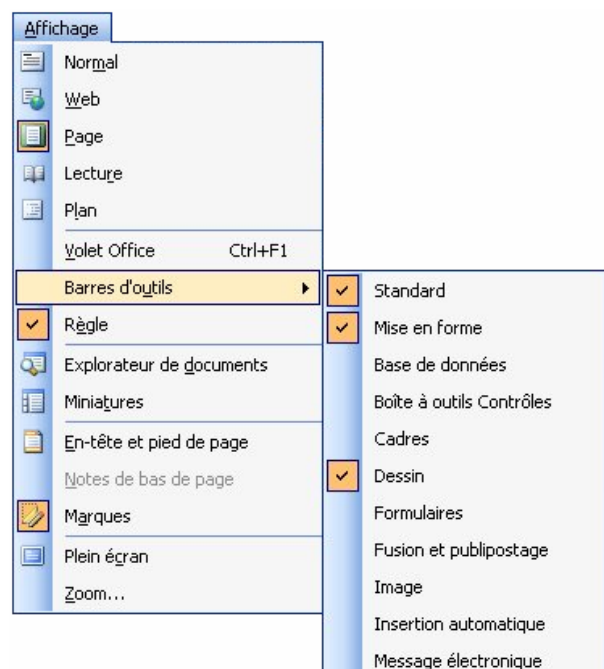 Affichage
Normal
Web
Page
Lecture
Plan
Volet Office Ctrl+F1
Barres d'outils
Règle
Explorateur de documents
Miniatures
En-tête et pied de page
Notes de bas de page
Marques
Plein écran
Zoom...
Standard
Mise en forme
Base de données
Boîte à outils Contrôles
Cadres
Dessin
Formulaires
Fusion et publipostage
Image
Insertion automatique
Message électronique